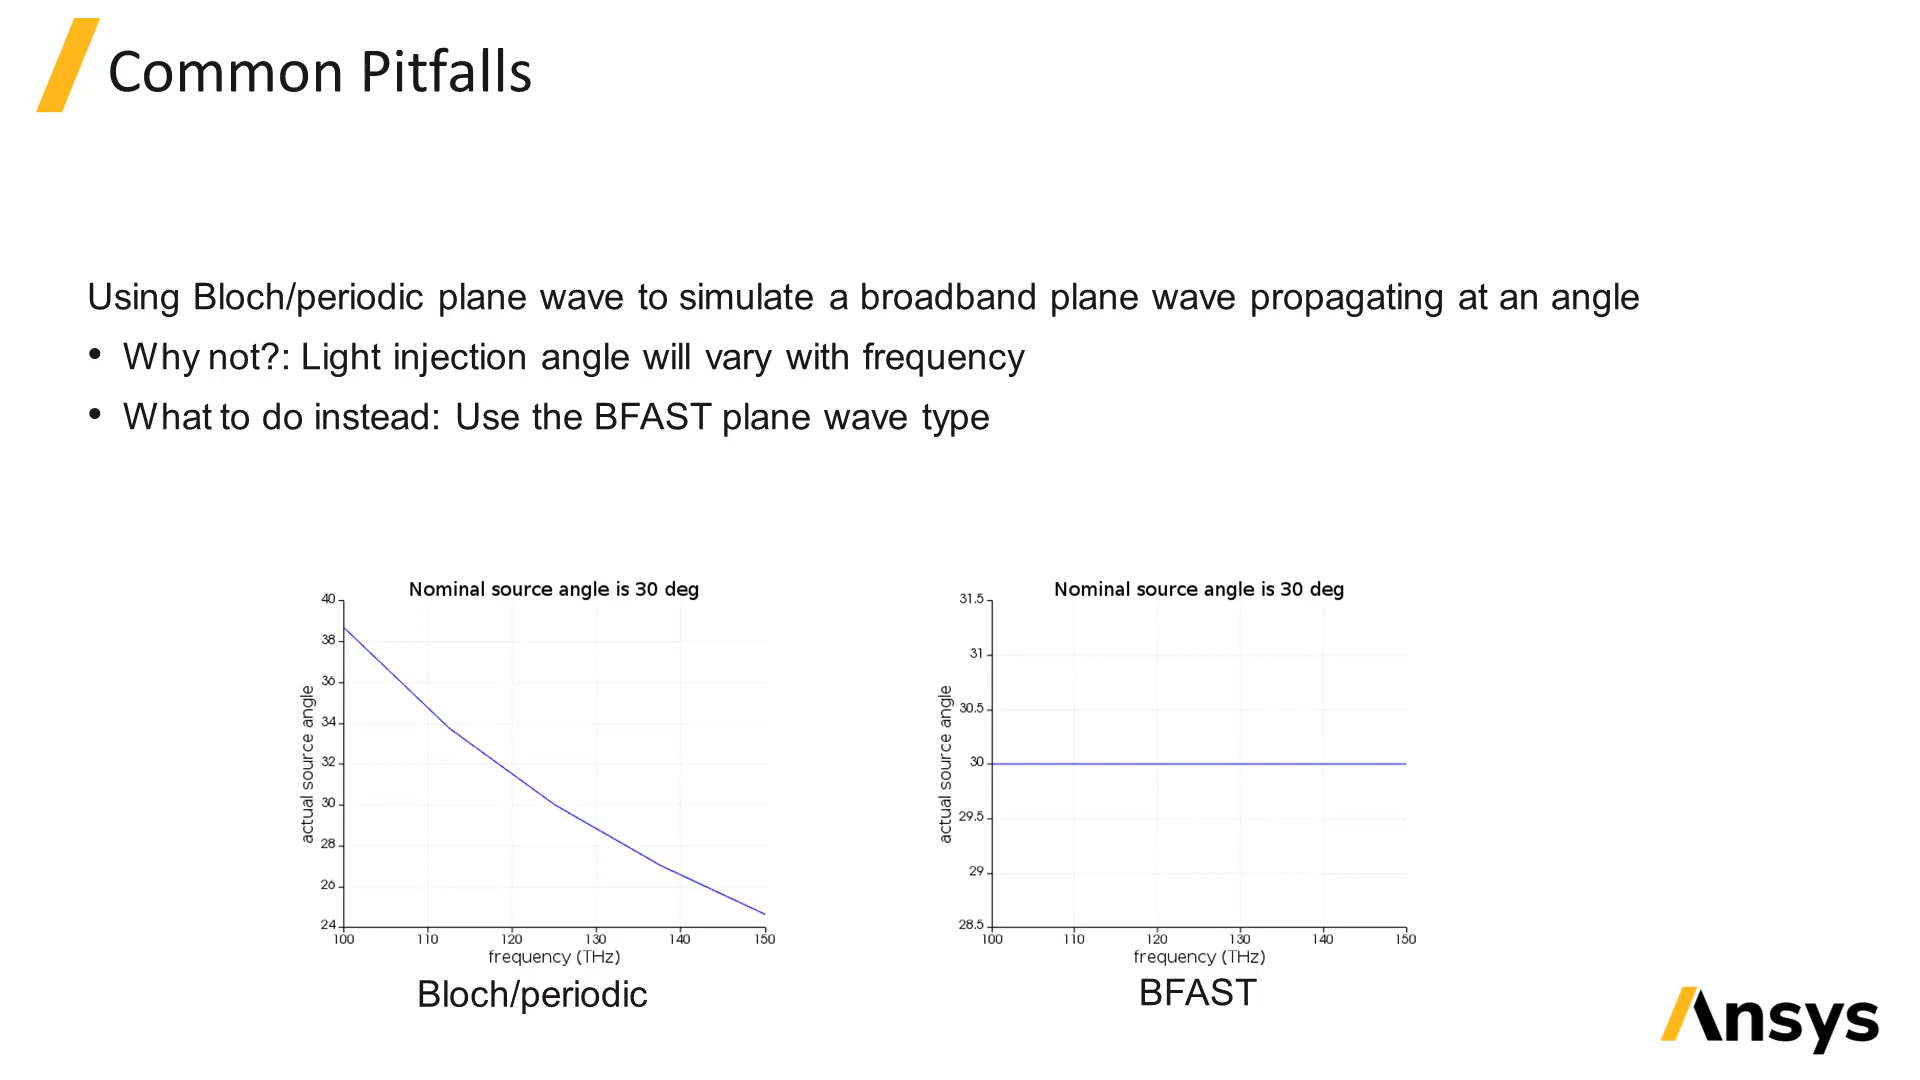 Common Pitfalls
Using Bloch/periodic plane wave to simulate a broadband plane wave propagating at an angle
• Why not?: Light injection angle will vary with frequency
• What to do instead: Use the BFAST plane wave type
Nominal source angle is 30 deg
40
38
36
34
32
30
28
26
24
actual source angle
100 110 120 130 140 150
frequency (THz)
Bloch/periodic
Nominal source angle is 30 deg
31.5
31
30.5
30
29.5
29
28.5
actual source angle
100 110 120 130 140 150
frequency (THz)
BFAST
Ansys